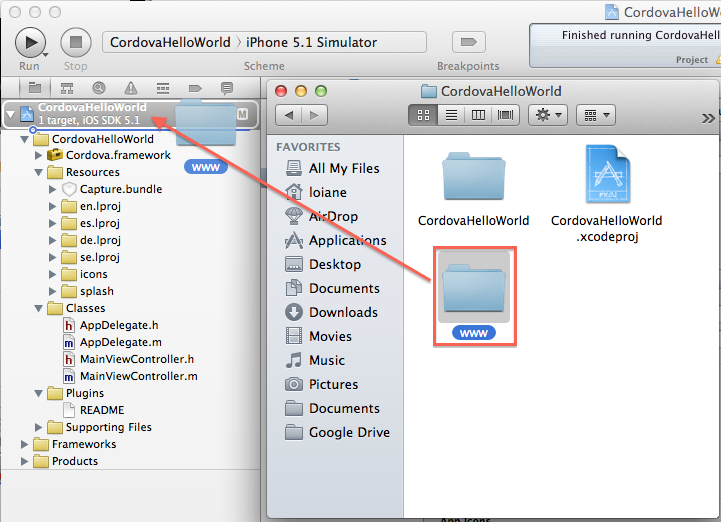 CordovaHelloWo
Run
Stop
CordovaHelloWorld
iPhone 5.1 Simulator
Scheme
Breakpoints
Finished running CordovaHell
Project
CordovaHelloWorld
1 target, iOS SDK 5.1
M
www
CordovaHelloWorld
Cordova.framework
Resources
Capture.bundle
en.lproj
es.lproj
de.lproj
se.lproj
icons
splash
Classes
h AppDelegate.h
m AppDelegate.m
h MainViewController.h
m MainViewController.m
Plugins
README
Supporting Files
Frameworks
Products
CordovaHelloWorld
FAVORITES
All My Files
loiane
AirDrop
Applications
Desktop
Documents
Downloads
Movies
Music
Pictures
Documents
Google Drive
CordovaHelloWorld
PROJ
CordovaHelloWorld
.xcodeproj
www
App Icons